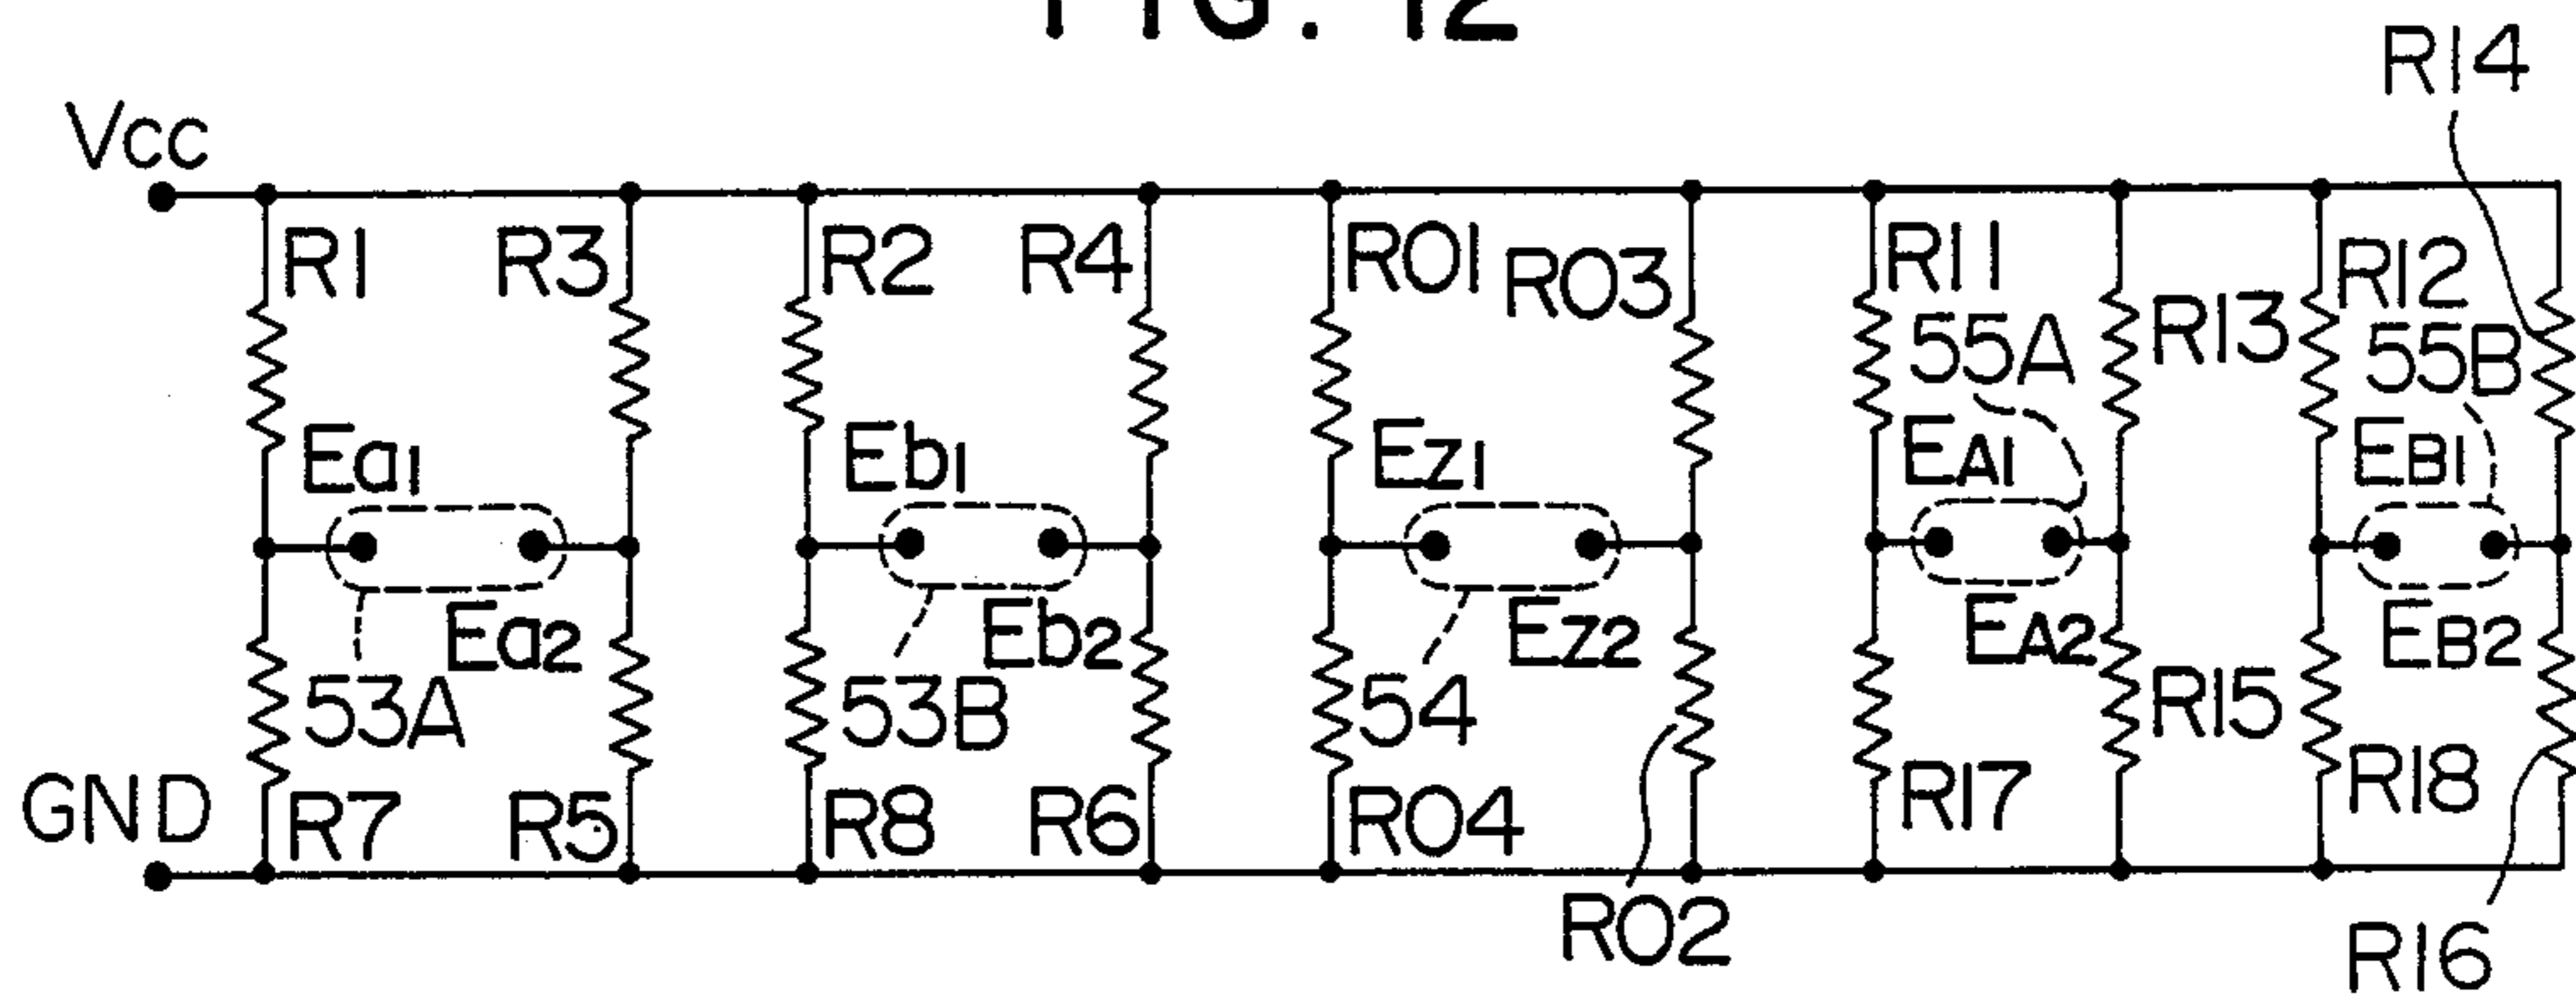 FIG. 12
R14
Vcc
R1 R3 R2 R4 R01 R03 R11 R13 R12
55A 55B
Ea1 Eb1 Ez1 EA1 EB1
Ea2 Eb2 Ez2 EA2 EB2
53A 53B 54 R15
GND R7 R5 R8 R6 R04 R17 R18
R02 R16